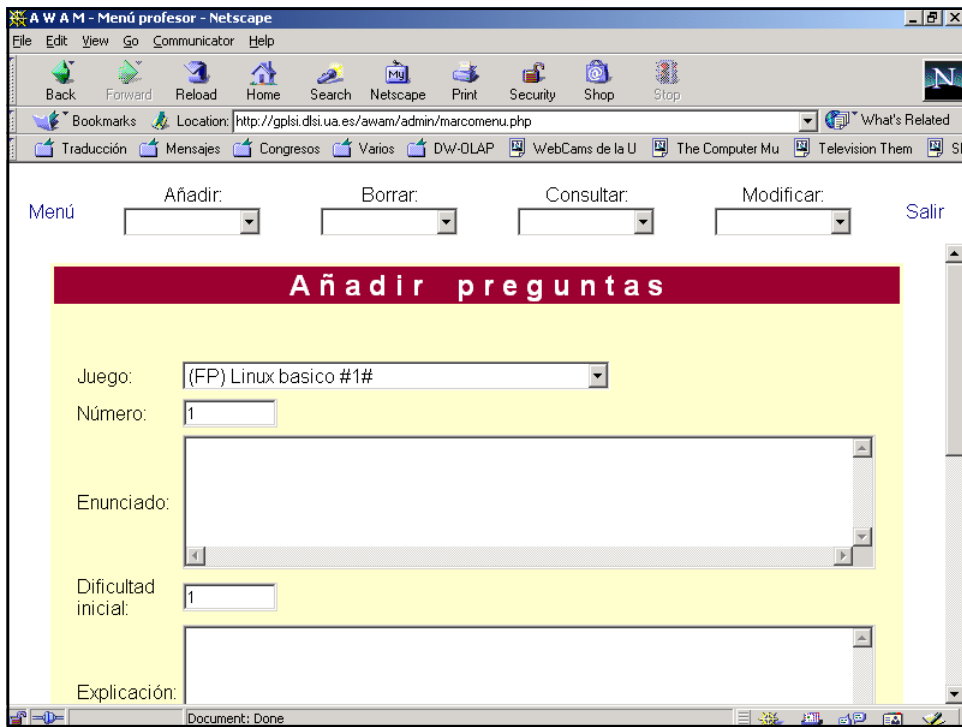 A W A M - Menú profesor - Netscape
File Edit View Go Communicator Help
My
N
Back Forward Reload Home Search Netscape Print Security Shop Stop
Bookmarks Location: http://gplsi.dlsi.ua.es/awam/admin/marcomenu.php What's Related
Traducción Mensajes Congresos Varios DW-OLAP WebCams de la U The Computer Mu Television Them
Menú Añadir: Borrar: Consultar: Modificar: Salir
Añadir preguntas
Juego: (FP) Linux basico #1#
Número: 1
Enunciado:
Dificultad
inicial: 1
Explicación:
Document: Done